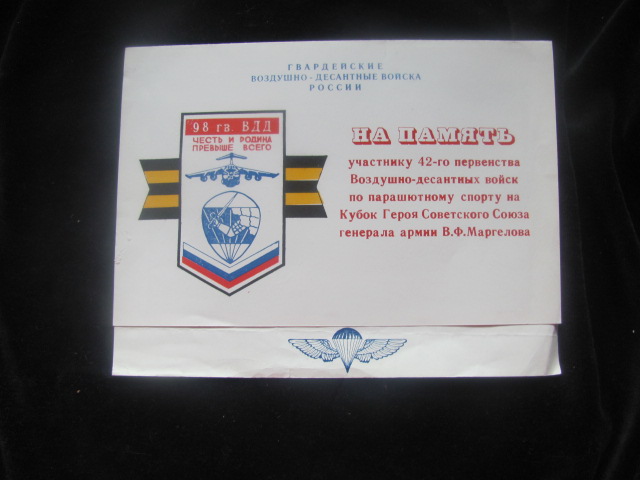 ГВАРДЕЙСКИЕ
ВОЗДУШНО - ДЕСАНТНЫЕ ВОЙСКА
РОССИИ
98 гв. ВДД
ЧЕСТЬ И РОДИНА
ПРЕВЫШЕ ВСЕГО
НА ПАМЯТЬ
участнику 42-го первенства
Воздушно-десантных войск
по парашютному спорту на
Кубок Героя Советского Союза
генерала армии В.Ф.Маргелова